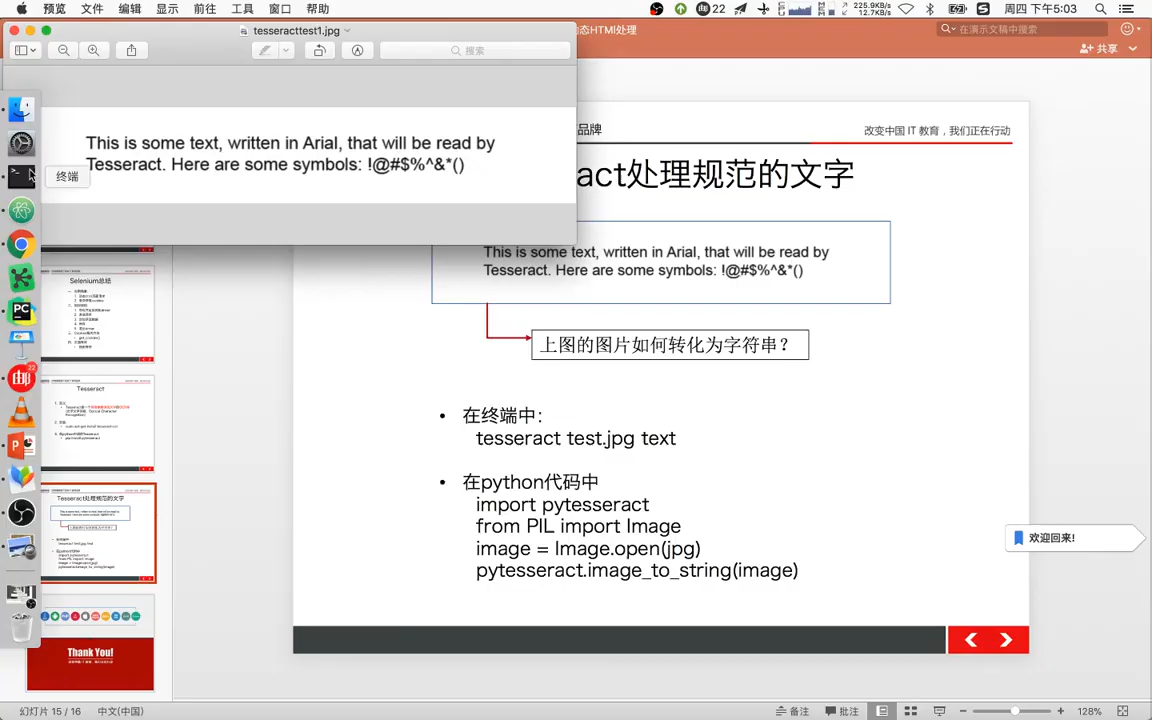 预览 文件 编辑 显示 前往 工具 窗口 帮助
22
225.9KB/s
12.7KB/s
周四 下午5:03
tesseracttest1.jpg
搜索
动态HTML处理
在演示文稿中搜索
共享
This is some text, written in Arial, that will be read by
Tesseract. Here are some symbols: !@#$%^&*()
终端
品牌
改变中国 IT 教育，我们正在行动
act处理规范的文字
This is some text, written in Arial, that will be read by
Tesseract. Here are some symbols: !@#$%^&*()
上图的图片如何转化为字符串？
• 在终端中：
tesseract test.jpg text
• 在python代码中
import pytesseract
from PIL import Image
image = Image.open(jpg)
pytesseract.image_to_string(image)
欢迎回来!
Selenium总结
Tesseract
Tesseract处理规范的文字
Thank You!
幻灯片 15 / 16
中文(中国)
备注
批注
128%